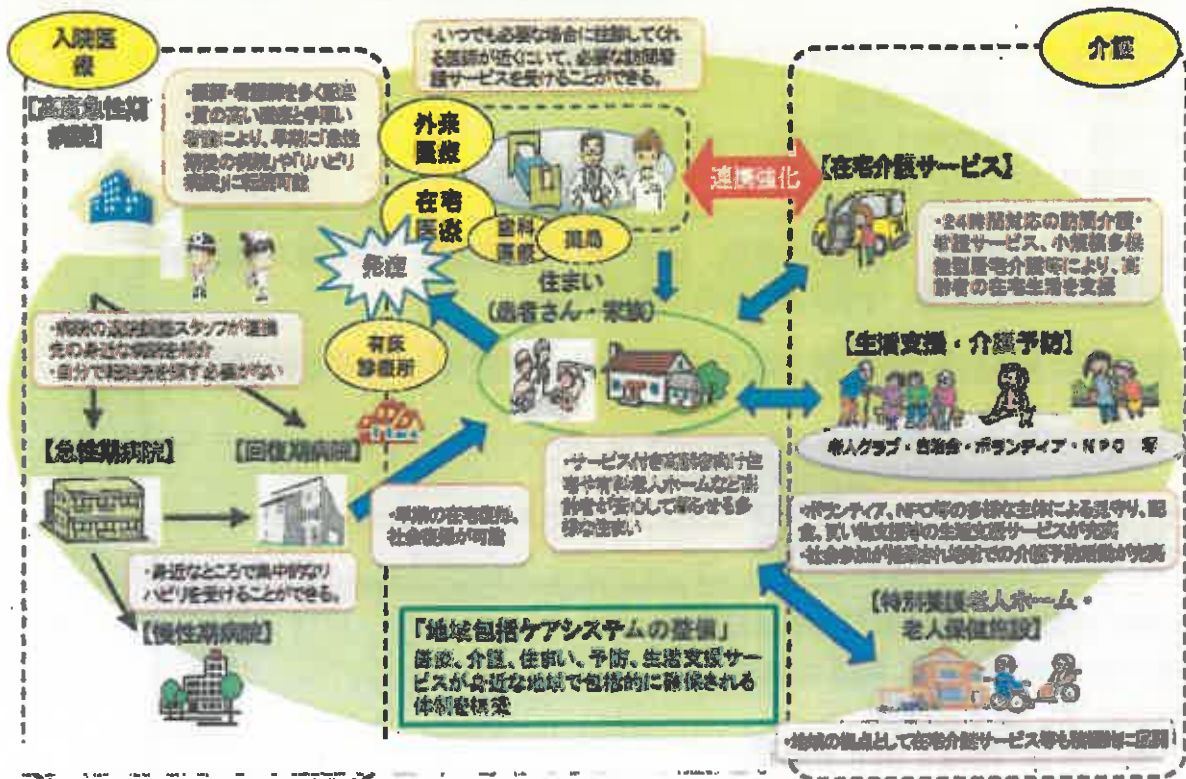 入院医
療
【高度急性期
病院】
・医師・看護師を多く配置
・質の高い医療と手厚い
看護により、早期に「急性
期後の病院」や「リハビリ
病院」に転院可能
・いつでも必要な場合に往診してくれ
る医師が近くにいて、必要な訪問看
護サービスを受けることができる。
外来
医療
在宅
医療
歯科
医療
薬局
連携強化
介護
【在宅介護サービス】
・24時間対応の訪問介護・
看護サービス、小規模多機
能型居宅介護等により、高
齢者の在宅生活を支援
発症
住まい
(患者さん・家族)
有床
診療所
・病院の
スタッフが連携
先の身近な病院を紹介
・自分で転院先を探す必要がない
【急性期病院】
【回復期病院】
・早期の在宅復帰、
社会復帰が可能
・身近なところで集中的なリ
ハビリを受けることができる。
【慢性期病院】
・サービス付き高齢者向け住
宅や有料老人ホームなど高
齢者が安心して暮らせる多
様な住まい
【生活支援・介護予防】
老人クラブ・自治会・ボランティア・NPO 等
・ボランティア、NPO等の多様な主体による見守り、配
食、買い物支援等の生活支援サービスが充実
・社会参加が推進され地域での介護予防活動が充実
【特別養護老人ホーム・
老人保健施設】
・地域の拠点として在宅介護サービス等も積極的に展開
「地域包括ケアシステムの整備」
医療、介護、住まい、予防、生活支援サー
ビスが身近な地域で包括的に確保される
体制を構築